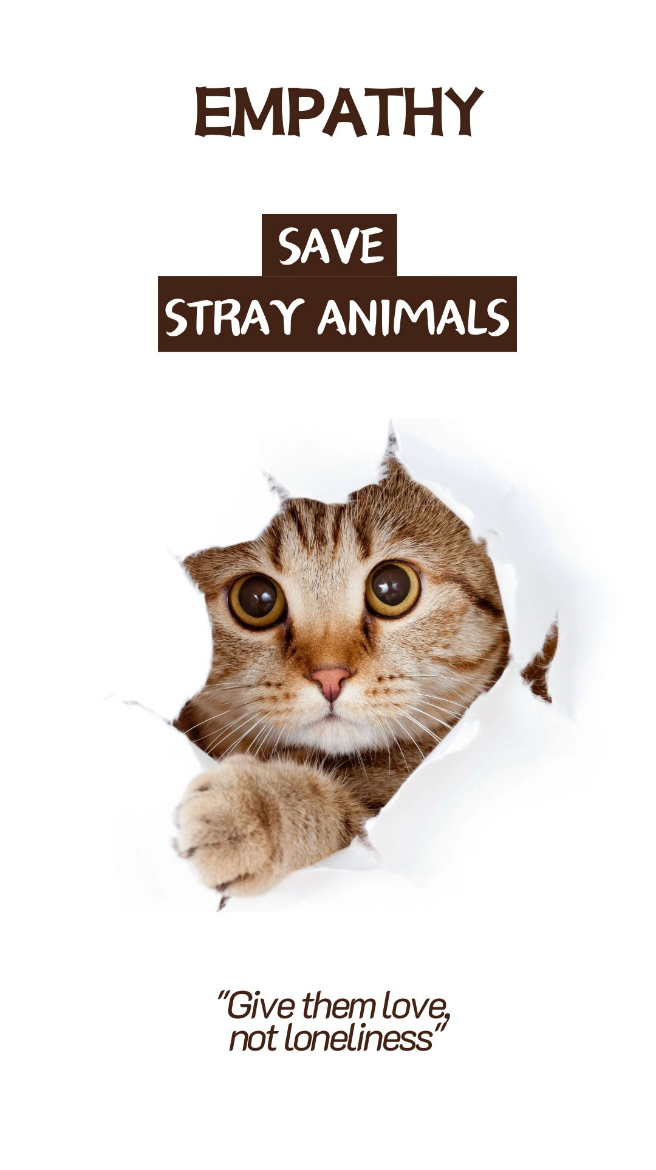 EMPATHY
SAVE
STRAY ANIMALS
"Give them love,
not loneliness"